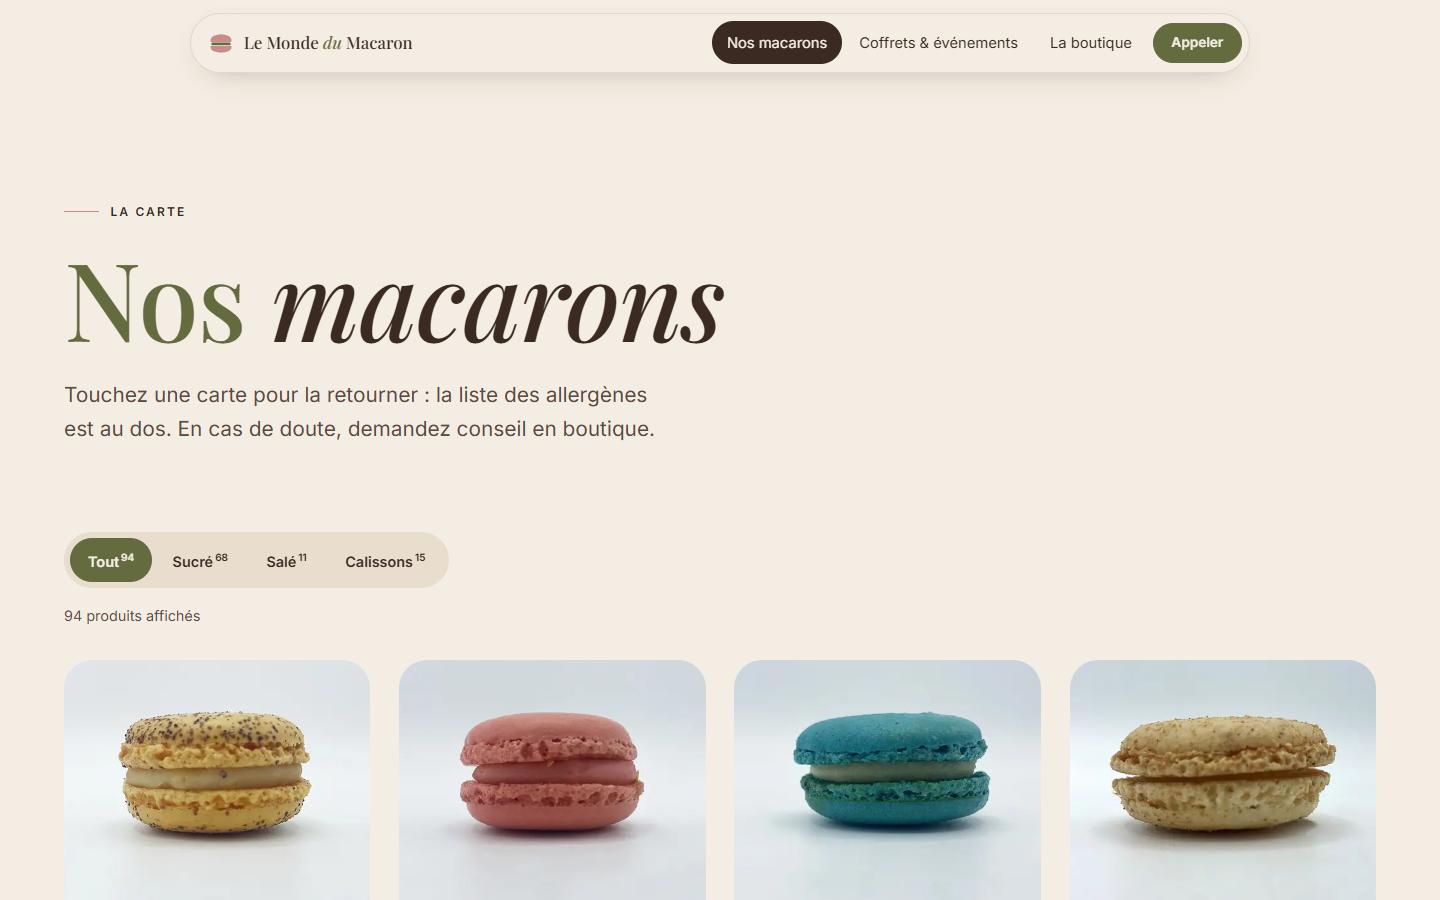 Le Monde du Macaron
Nos macarons
Coffrets & événements
La boutique
Appeler
LA CARTE
Nos macarons
Touchez une carte pour la retourner : la liste des allergènes
est au dos. En cas de doute, demandez conseil en boutique.
Tout 94
Sucré 68
Salé 11
Calissons 15
94 produits affichés